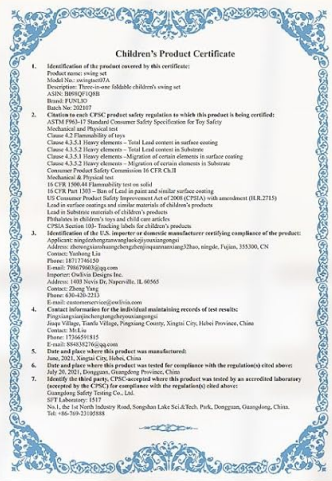 Children's Product Certificate
1. Identification of the product covered by this certificate:
Product name: swing set
Model No.: swingtaor07A
Description: Three-in-one foldable children's swing set
ASIN: B098QF1Q8B
Brand: FUNLIO
Batch No: 202107
2. Citation to each CPSC product safety regulation to which this product is being certified:
ASTM F963-17 Standard Consumer Safety Specification for Toy Safety
Mechanical and Physical test
Clause 4.2 Flammability of toys
Clause 4.3.5.1 Heavy elements – Total Lead content in surface coating
Clause 4.3.5.2 Heavy elements – Total Lead content in Substrate
Clause 4.3.5.1 Heavy elements –Migration of certain elements in surface coating
Clause 4.3.5.2 Heavy elements – Migration of certain elements in Substrate
Consumer Product Safety Commission 16 CFR Ch.II
Mechanical & Physical test
16 CFR 1500.44 Flammability test on solid
16 CFR Part 1303 – Ban of Lead in paint and similar surface coating
US Consumer Product Safety Improvement Act of 2008 (CPSIA) with amendment (H.R.2715)
Lead in surface coatings and similar materials of children's products
Lead in Substrate materials of children's products
Phthalates in children's toys and child care articles
CPSIA Section 103- Tracking labels for children's products
3. Identification of the U.S. importer or domestic manufacturer certifying compliance of the product:
Applicant:
Address: ningde, Fujian, 355300, CN
Contact: Yanhong Liu
Phone: 18717746150
E-mail: 798679603@qq.com
Importer: Owlivia Designs Inc.
Address: 1403 Nevis Dr, Naperville, IL 60565
Contact: Zheng Yang
Phone: 630-420-2213
E-mail: customerservice@owlivia.com
4. Contact information for the individual maintaining records of test results:
Jiuqu Village, Tianfu Village, Pingxiang County, Xingtai City, Hebei Province, China
Contact: Mr.Liu
Phone: 17366591815
E-mail: 884038276@qq.com
5. Date and place where this product was manufactured:
June, 2021, Xingtai City, Hebei, China
6. Date and place where this product was tested for compliance with the regulation(s) cited above:
July 20, 2021, Dongguan, Guangdong Province, China
7. Identify the third party, CPSC-accepted where this product was tested by an accredited laboratory
(accepted by the CPSC) for compliance with the regulation(s) cited above:
Guangdong Safety Testing Co., Ltd.
SFT Laboratory: 1517
No.1, the 1st North Industry Road, Songshan Lake Sci.&Tech. Park, Dongguan, Guangdong, China.
Tel: +86-769-23100808